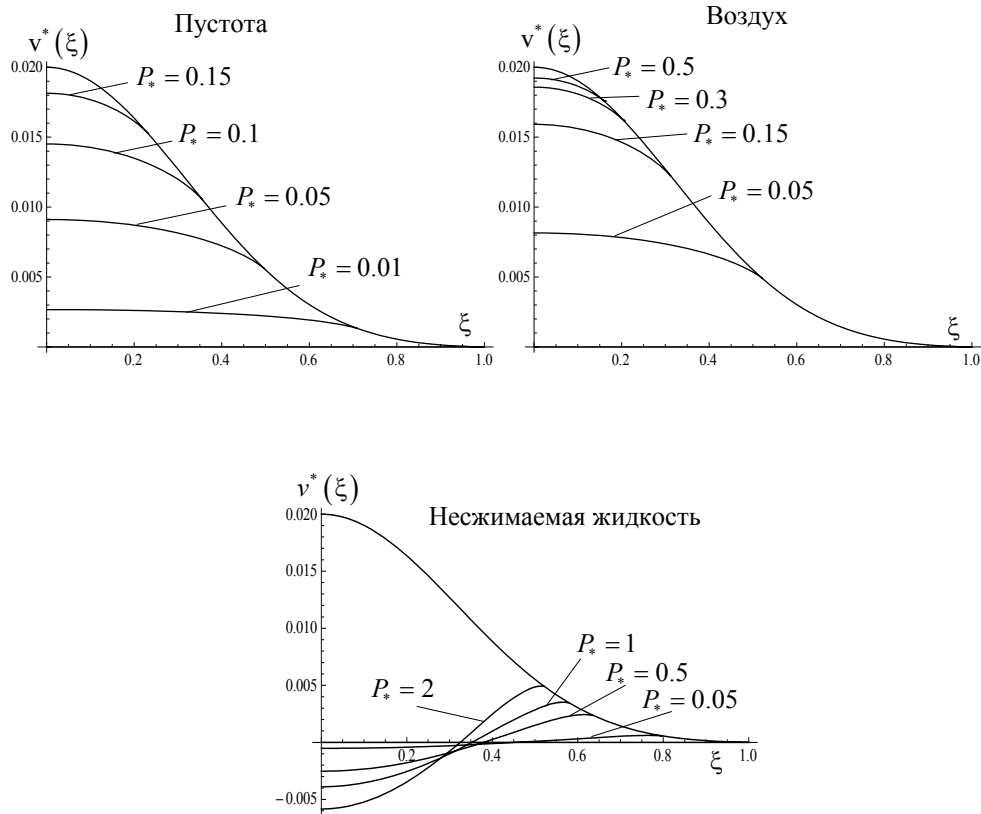 Пустота
v*(ξ)
0.020
P* = 0.15
0.015
P* = 0.1
0.010
P* = 0.05
0.005
P* = 0.01
ξ
0.2 0.4 0.6 0.8 1.0
Воздух
v*(ξ)
0.020
P* = 0.5
P* = 0.3
0.015
P* = 0.15
0.010
P* = 0.05
0.005
ξ
0.2 0.4 0.6 0.8 1.0
v*(ξ)
Несжимаемая жидкость
0.020
0.015
0.010
P* = 1
P* = 0.5
0.005
P* = 2
P* = 0.05
0.2 0.4 0.6 0.8 1.0
ξ
−0.005